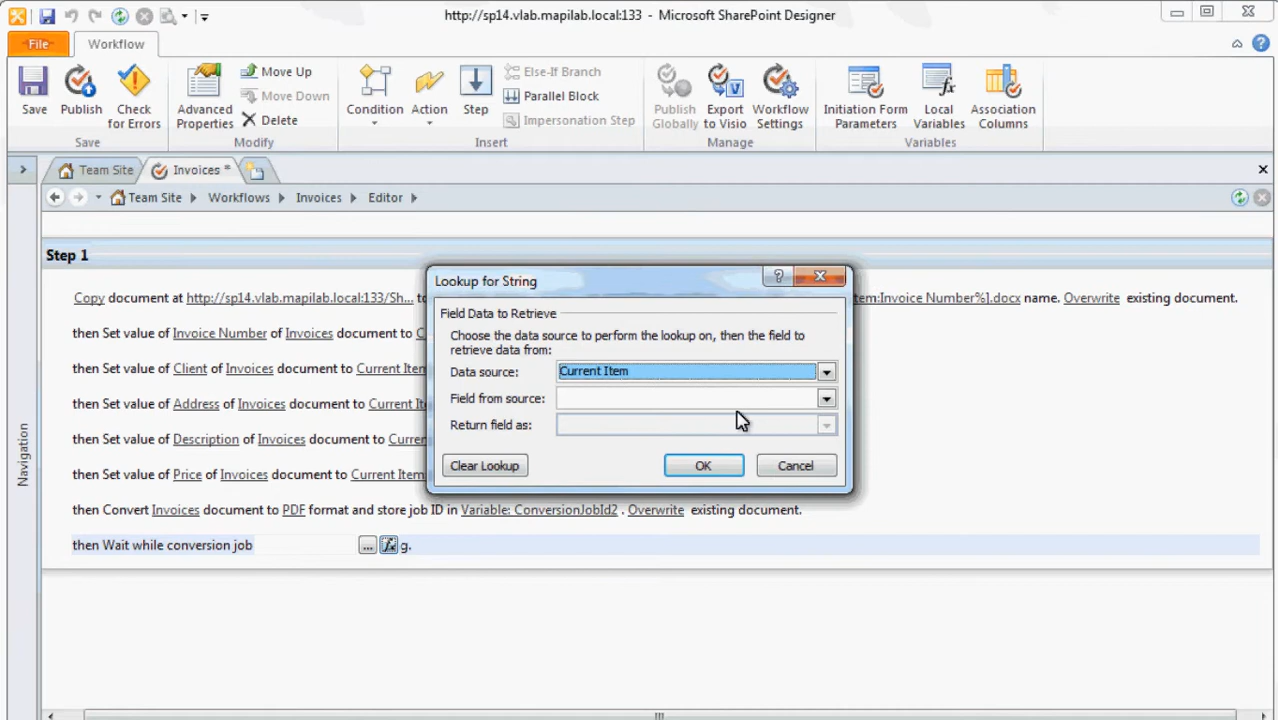 http://sp14.vlab.mapilab.local:133 - Microsoft SharePoint Designer
File Workflow
Save Publish Check for Errors
Save
Advanced Properties Move Up Move Down Delete
Modify
Condition Action Step Else-If Branch Parallel Block Impersonation Step
Insert
Publish Globally Export to Visio Workflow Settings
Manage
Initiation Form Parameters Local Variables Association Columns
Variables
Team Site Invoices *
Team Site Workflows Invoices Editor
Navigation
Step 1
Copy document at http://sp14.vlab.mapilab.local:133/Sh... to
tem:Invoice Number%].docx name. Overwrite existing document.
then Set value of Invoice Number of Invoices document to C
then Set value of Client of Invoices document to Current Item
then Set value of Address of Invoices document to Current It
then Set value of Description of Invoices document to Curre
then Set value of Price of Invoices document to Current Item
then Convert Invoices document to PDF format and store job ID in Variable: ConversionJobId2 . Overwrite existing document.
then Wait while conversion job ... fx g.
Lookup for String
?
Field Data to Retrieve
Choose the data source to perform the lookup on, then the field to
retrieve data from:
Data source: Current Item
Field from source:
Return field as:
Clear Lookup OK Cancel